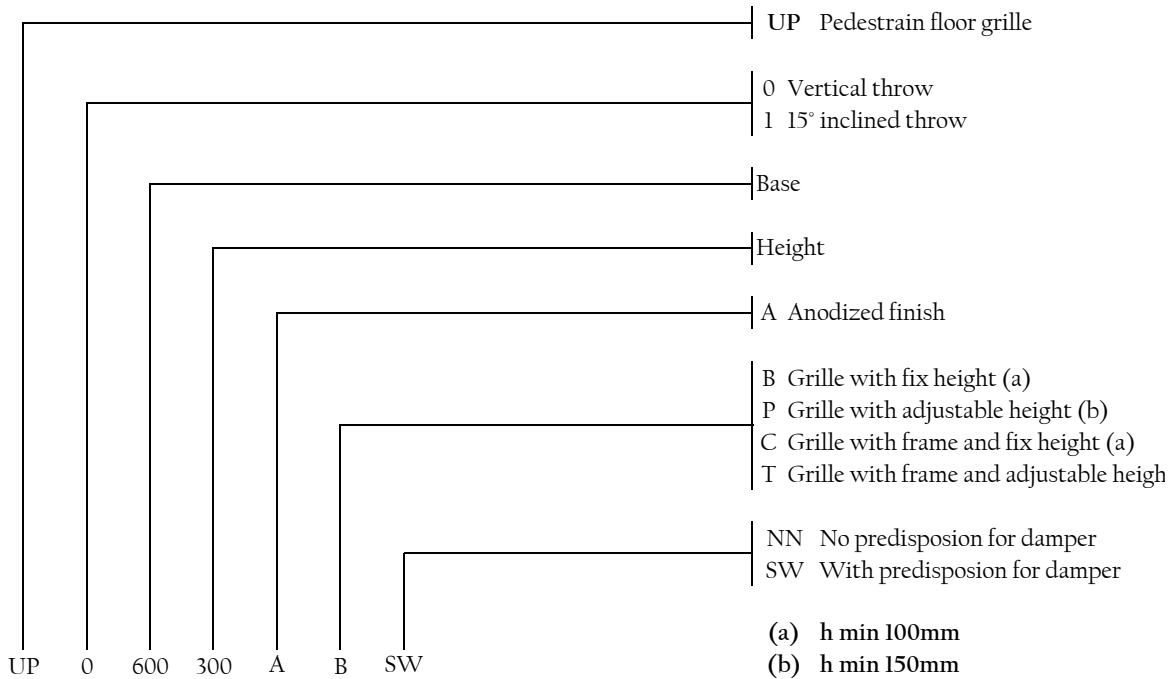 UP Pedestrain floor grille
0 Vertical throw
1 15° inclined throw
Base
Height
A Anodized finish
B Grille with fix height (a)
P Grille with adjustable height (b)
C Grille with frame and fix height (a)
T Grille with frame and adjustable heigh
NN No predisposion for damper
SW With predisposion for damper
(a) h min 100mm
(b) h min 150mm
UP 0 600 300 A B SW